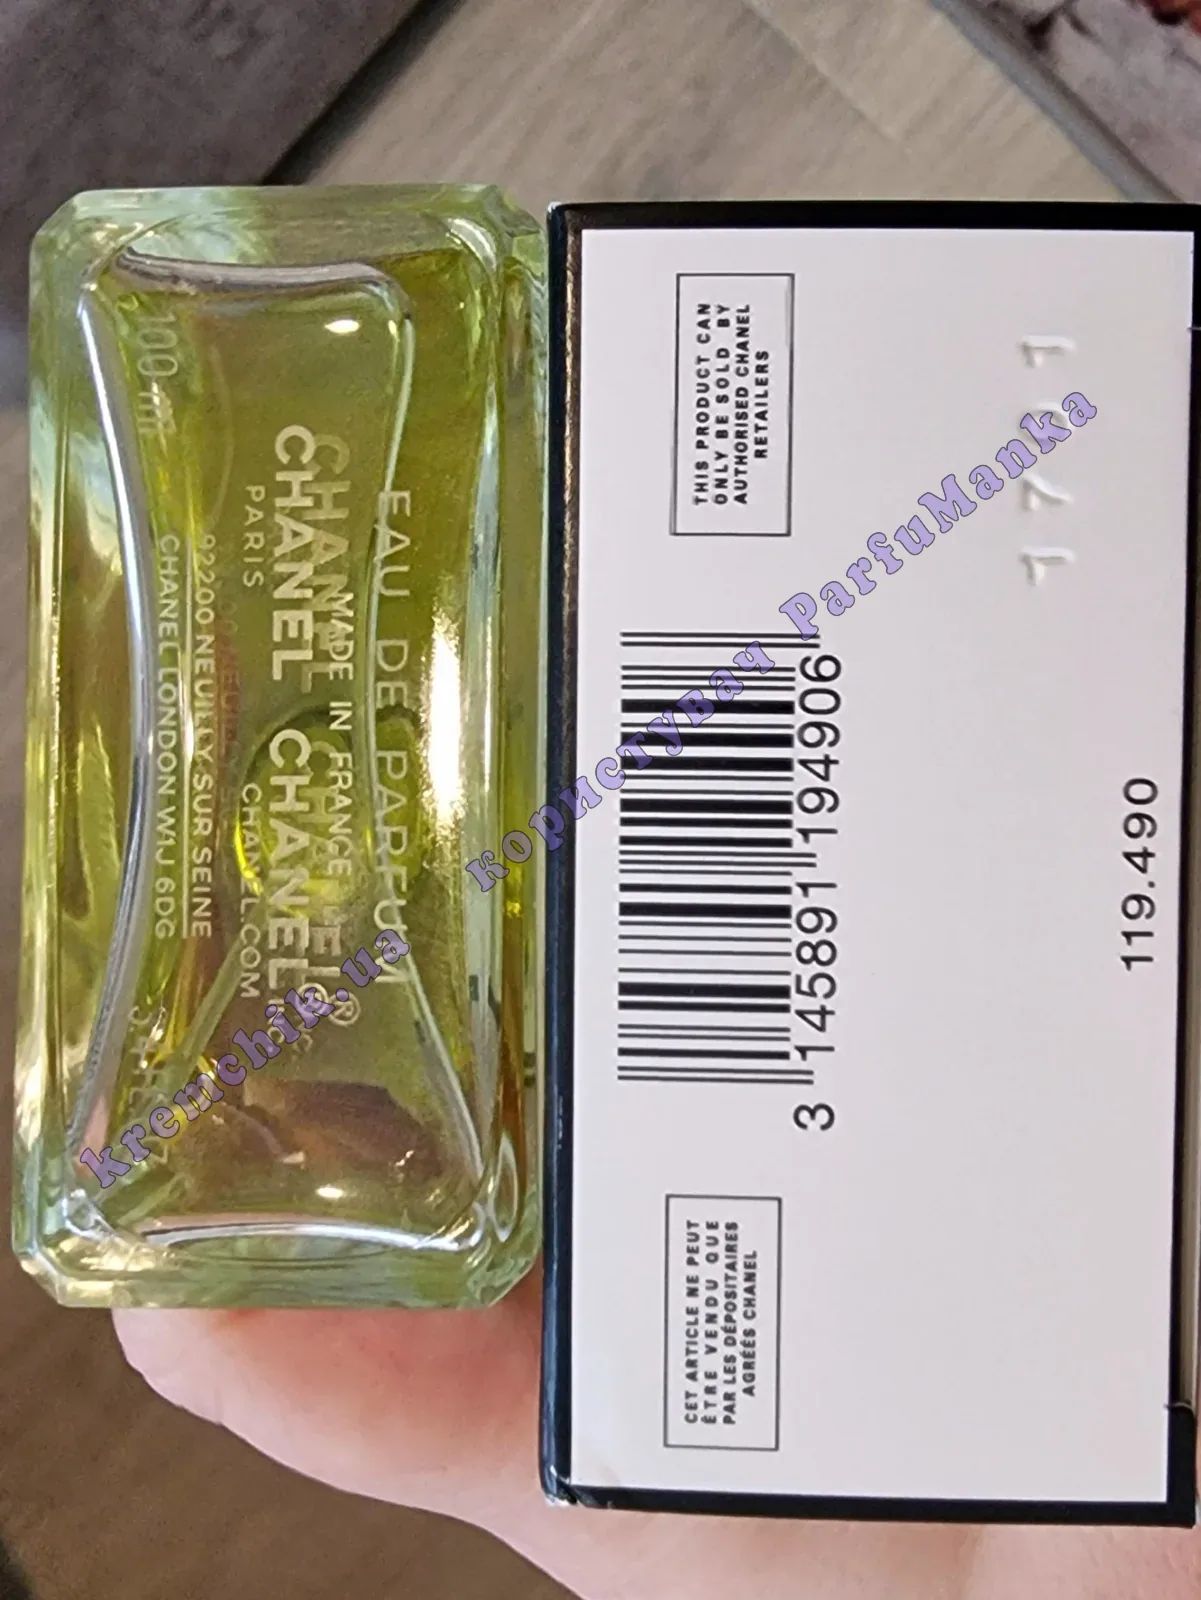 EAU DE PARFUM
MADE IN FRANCE
CHANEL CHANEL
PARIS
CHANEL.COM
92200 NEUILLY SUR SEINE
CHANEL LONDON W1J 6DG
100 ml
THIS PRODUCT CAN
ONLY BE SOLD BY
AUTHORISED CHANEL
RETAILERS
3 145891 194906
CET ARTICLE NE PEUT
ÊTRE VENDU QUE
PAR LES DÉPOSITAIRES
AGRÉÉS CHANEL
1701
119.490
kremchik.ua користувач ParfuManka